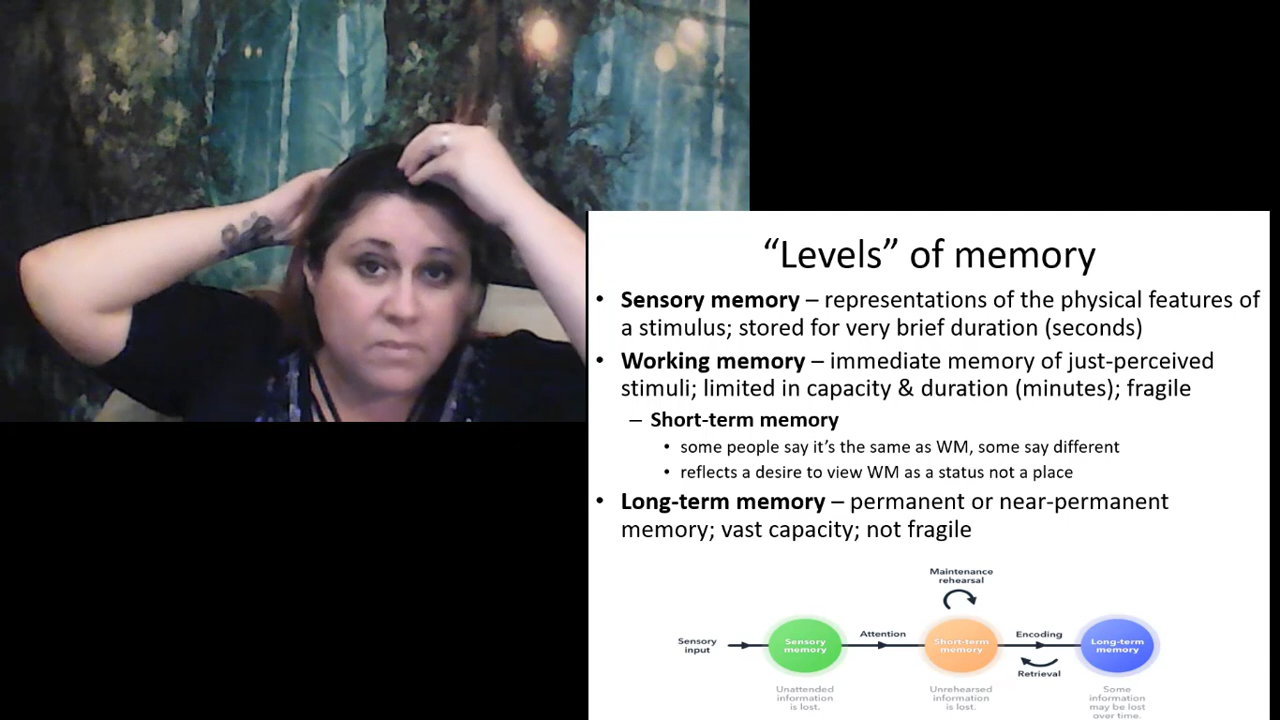 “Levels” of memory
• Sensory memory – representations of the physical features of
a stimulus; stored for very brief duration (seconds)
• Working memory – immediate memory of just-perceived
stimuli; limited in capacity & duration (minutes); fragile
– Short-term memory
• some people say it’s the same as WM, some say different
• reflects a desire to view WM as a status not a place
• Long-term memory – permanent or near-permanent
memory; vast capacity; not fragile
Maintenance
rehearsal
Sensory
input
Sensory
memory
Attention
Short-term
memory
Encoding
Retrieval
Long-term
memory
Unattended
information
is lost.
Unrehearsed
information
is lost.
Some
information
may be lost
over time.